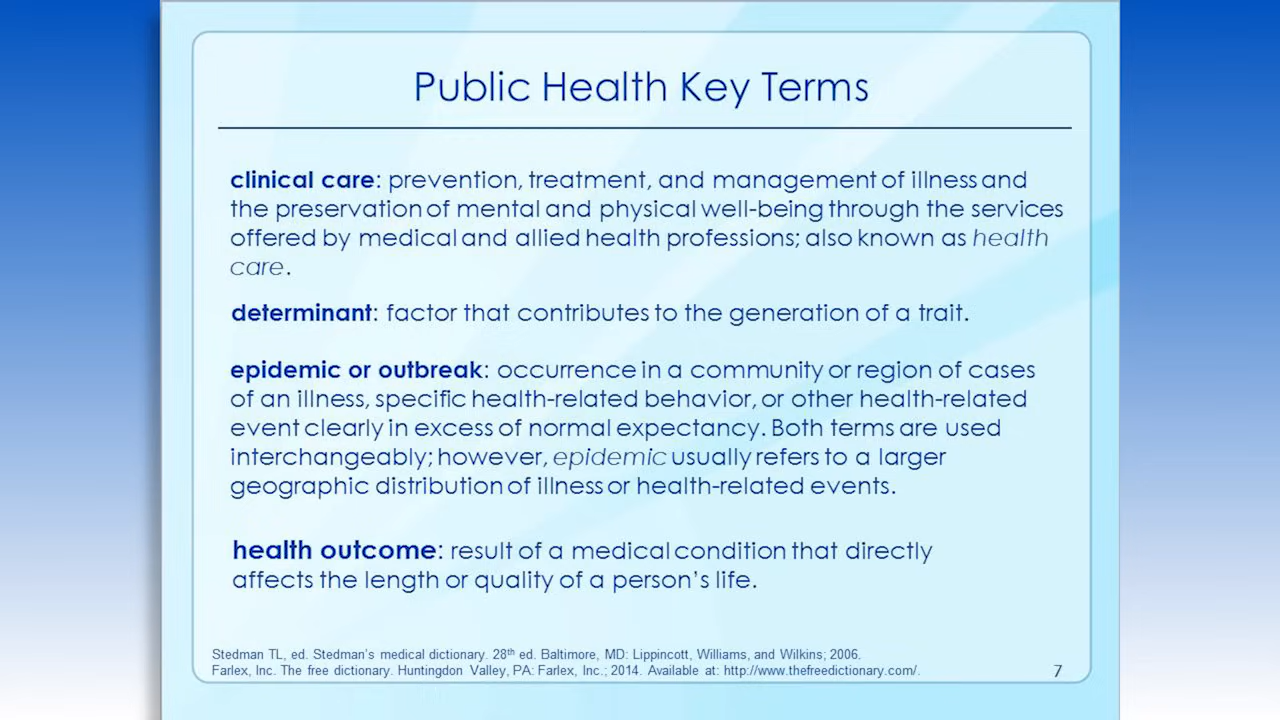 Public Health Key Terms
clinical care: prevention, treatment, and management of illness and
the preservation of mental and physical well-being through the services
offered by medical and allied health professions; also known as health
care.
determinant: factor that contributes to the generation of a trait.
epidemic or outbreak: occurrence in a community or region of cases
of an illness, specific health-related behavior, or other health-related
event clearly in excess of normal expectancy. Both terms are used
interchangeably; however, epidemic usually refers to a larger
geographic distribution of illness or health-related events.
health outcome: result of a medical condition that directly
affects the length or quality of a person's life.
Stedman TL, ed. Stedman's medical dictionary. 28th ed. Baltimore, MD: Lippincott, Williams, and Wilkins; 2006.
Farlex, Inc. The free dictionary. Huntingdon Valley, PA: Farlex, Inc.; 2014. Available at: http://www.thefreedictionary.com/.
7